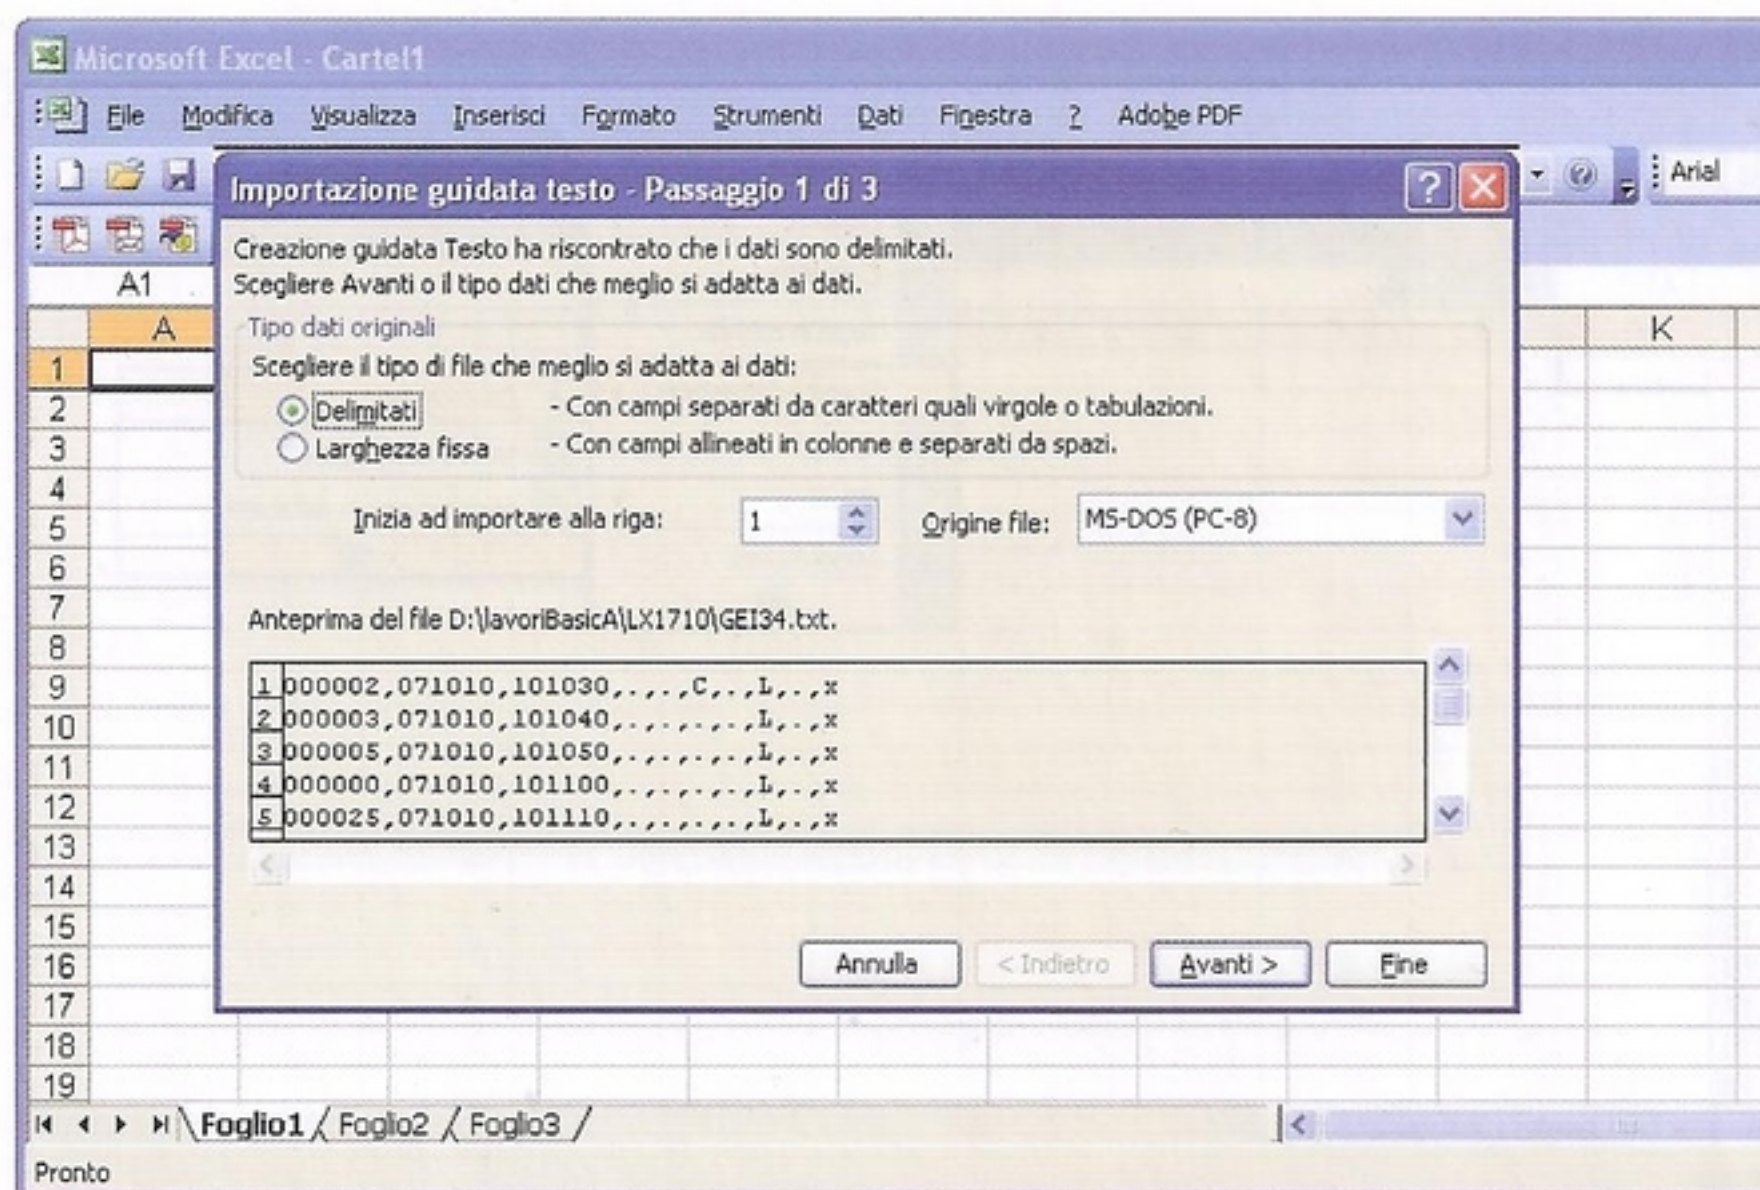 Microsoft Excel - Cartel1
File Modifica Visualizza Inserisci Formato Strumenti Dati Finestra ? Adobe PDF
Arial
Importazione guidata testo - Passaggio 1 di 3
Creazione guidata Testo ha riscontrato che i dati sono delimitati.
Scegliere Avanti o il tipo dati che meglio si adatta ai dati.
A1
A K
Tipo dati originali
Scegliere il tipo di file che meglio si adatta ai dati:
Delimitati - Con campi separati da caratteri quali virgole o tabulazioni.
Larghezza fissa - Con campi allineati in colonne e separati da spazi.
Inizia ad importare alla riga: 1 Origine file: MS-DOS (PC-8)
Anteprima del file D:\lavoriBasicA\LX1710\GEI34.txt.
1 000002,071010,101030,.,.,C,.,L,.,x
2 000003,071010,101040,.,.,.,.,L,.,x
3 000005,071010,101050,.,.,.,.,L,.,x
4 000000,071010,101100,.,.,.,.,L,.,x
5 000025,071010,101110,.,.,.,.,L,.,x
Annulla < Indietro Avanti > Fine
1
2
3
4
5
6
7
8
9
10
11
12
13
14
15
16
17
18
19
Foglio1 / Foglio2 / Foglio3 /
Pronto